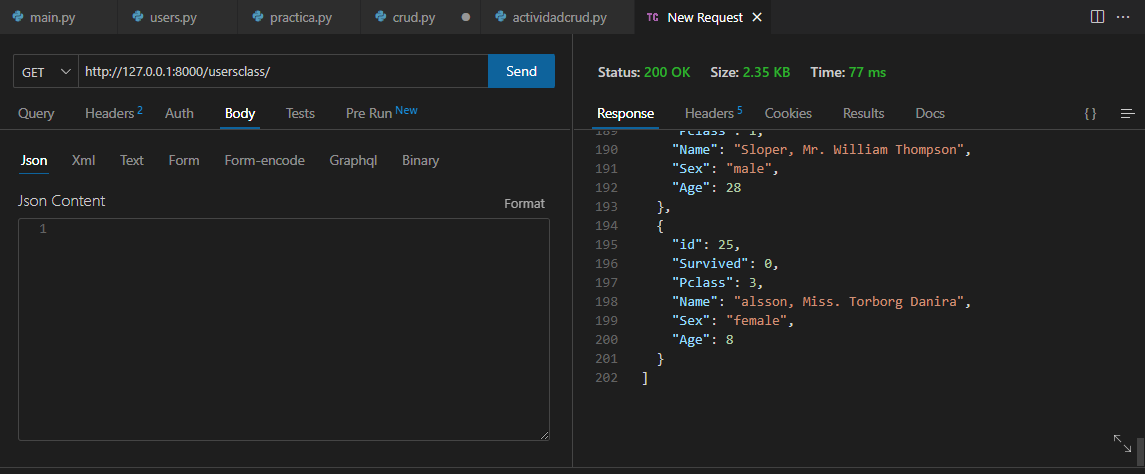 main.py users.py practica.py crud.py actividadcrud.py TC New Request
GET http://127.0.0.1:8000/usersclass/ Send
Query Headers 2 Auth Body Tests Pre Run New
Json Xml Text Form Form-encode Graphql Binary
Json Content Format
1
Status: 200 OK Size: 2.35 KB Time: 77 ms
Response Headers 5 Cookies Results Docs { }
189 "Pclass": 1,
190 "Name": "Sloper, Mr. William Thompson",
191 "Sex": "male",
192 "Age": 28
193 },
194 {
195 "id": 25,
196 "Survived": 0,
197 "Pclass": 3,
198 "Name": "alsson, Miss. Torborg Danira",
199 "Sex": "female",
200 "Age": 8
201 }
202 ]